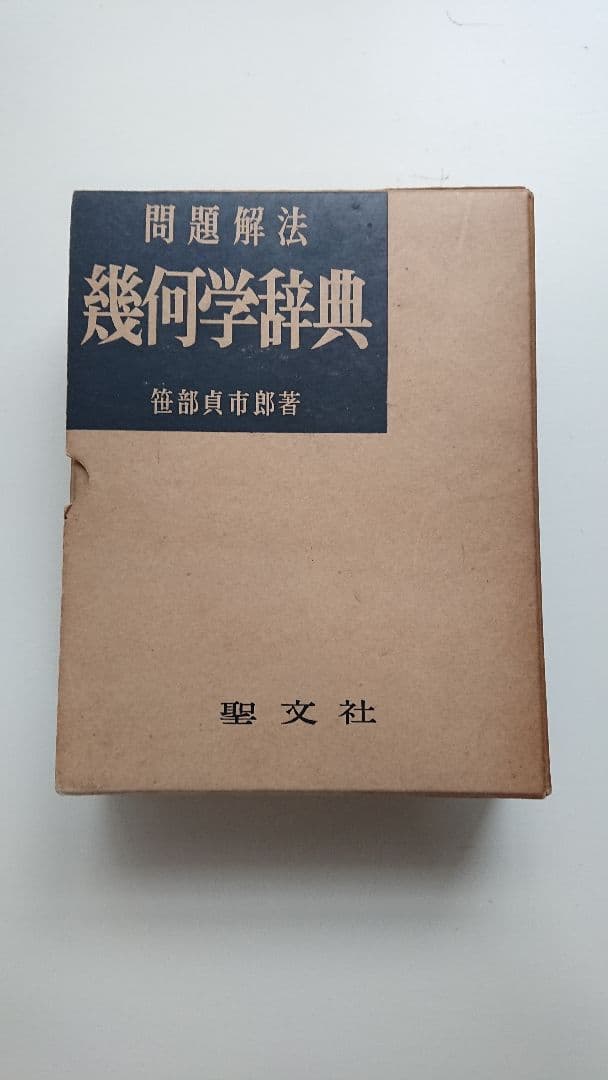 問題解法
幾何学辞典
笹部貞市郎著
聖文社